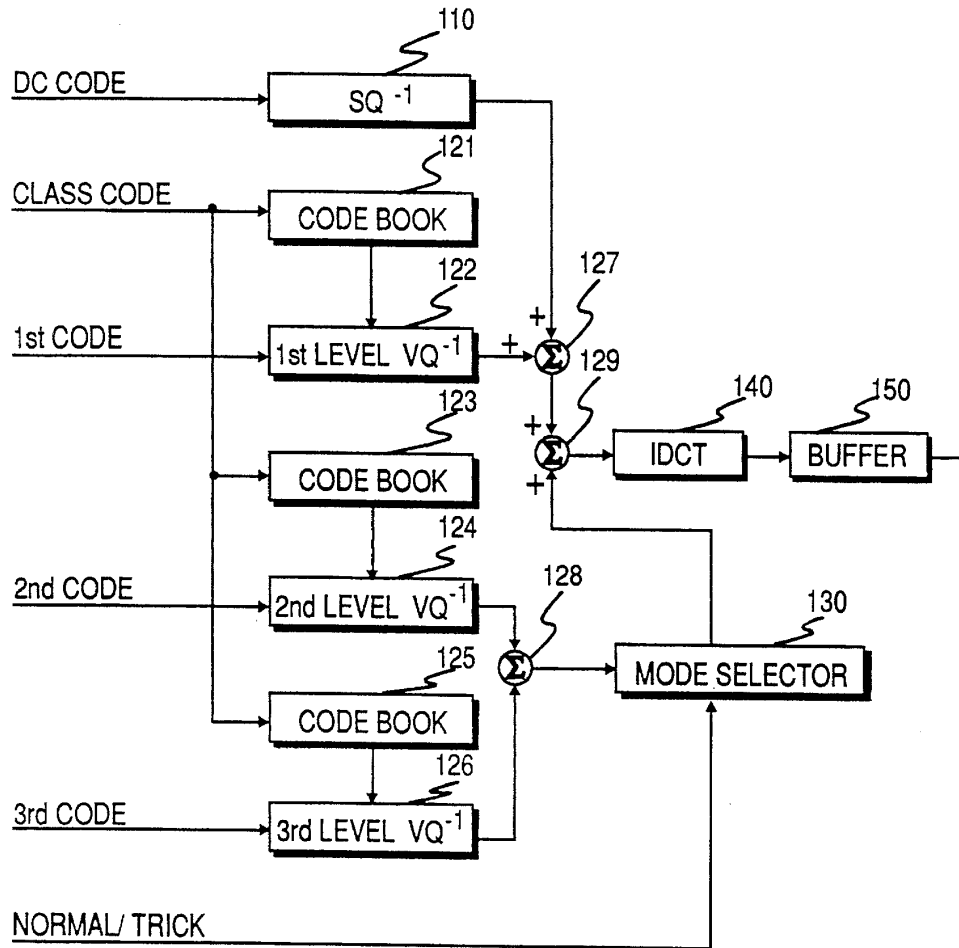 110
DC CODE
SQ -1
121
CLASS CODE
CODE BOOK
122
127
+
1st CODE
1st LEVEL VQ-1
+
Σ
129
123
+
140
150
Σ
IDCT
BUFFER
CODE BOOK
+
124
128
2nd CODE
2nd LEVEL VQ-1
130
125
Σ
MODE SELECTOR
CODE BOOK
126
3rd CODE
3rd LEVEL VQ-1
NORMAL/ TRICK